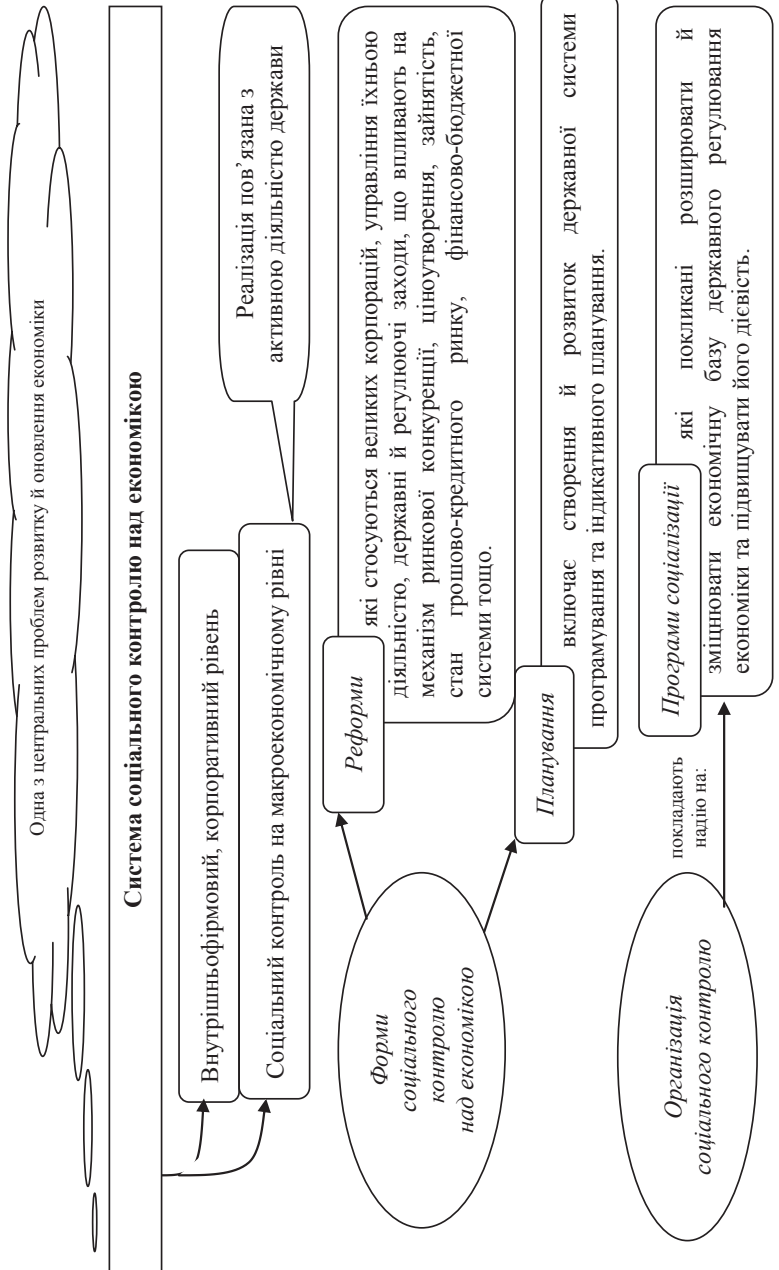 Одна з центральних проблем розвитку й оновлення економіки
Система соціального контролю над економікою
Внутрішньофірмовий, корпоративний рівень
Соціальний контроль на макроекономічному рівні
Реалізація пов’язана з
активною діяльністю держави
Форми
соціального
контролю
над економікою
Реформи
які стосуються великих корпорацій, управління їхньою
діяльністю, державні й регулюючі заходи, що впливають на
механізм ринкової конкуренції, ціноутворення, зайнятість,
стан грошово-кредитного ринку, фінансово-бюджетної
системи тощо.
Планування
включає створення й розвиток державної системи
програмування та індикативного планування.
Організація
соціального контролю
покладають
надію на:
Програми соціалізації
які покликані розширювати й
зміцнювати економічну базу державного регулювання
економіки та підвищувати його дієвість.